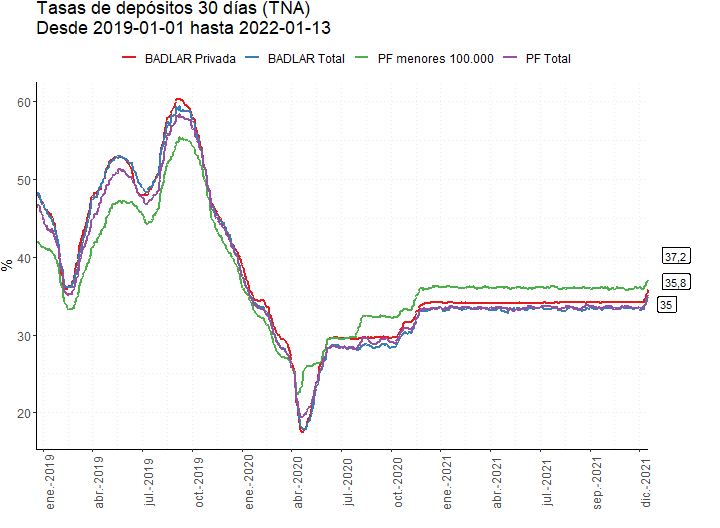 Tasas de depósitos 30 días (TNA)
Desde 2019-01-01 hasta 2022-01-13
BADLAR Privada BADLAR Total PF menores 100.000 PF Total
%
60
50
40
30
20
37,2
35,8
35
ene.-2019
abr.-2019
jul.-2019
oct.-2019
ene.-2020
abr.-2020
jul.-2020
oct.-2020
ene.-2021
abr.-2021
jul.-2021
sep.-2021
dic.-2021